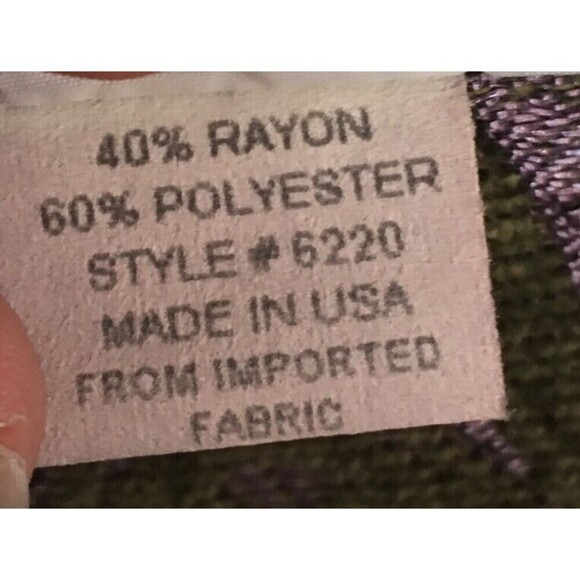 40% RAYON
60% POLYESTER
STYLE # 6220
MADE IN USA
FROM IMPORTED
FABRIC